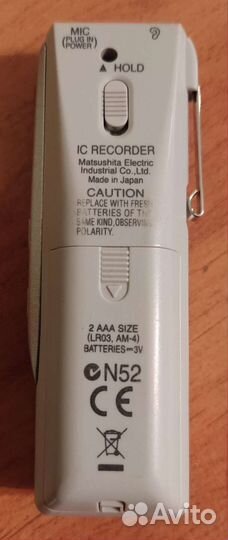 MIC
(PLUG IN
POWER)
▲ HOLD
IC RECORDER
Matsushita Electric
Industrial Co.,Ltd.
Made in Japan
CAUTION
REPLACE WITH FRESH
BATTERIES OF THE
SAME KIND, OBSERVING
POLARITY.
2 AAA SIZE
(LR03, AM-4)
BATTERIES⎓3V
N52
CE
Avito